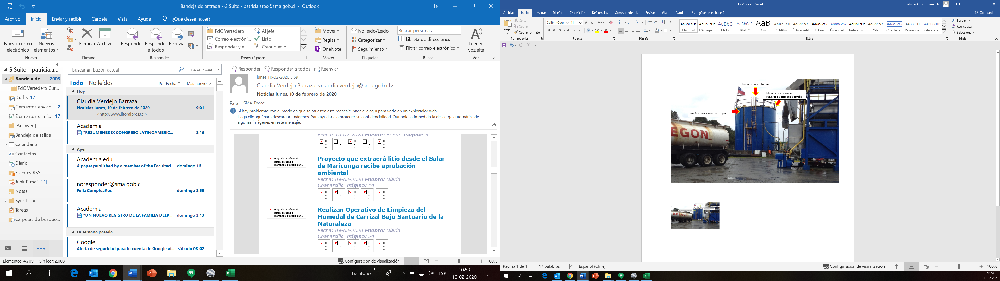 Bandeja de entrada - G Suite - patricia.aros@sma.gob.cl - Outlook
Archivo Inicio Enviar y recibir Carpeta Vista Ayuda ¿Qué desea hacer?
Nuevo correo electrónico
Nuevos elementos
Nuevo
Eliminar Archivo
Eliminar
Responder Responder a todos Reenviar
Responder
PdC Vertedero... Al jefe
Correo electróni... Listo
Responder y eli... Crear nuevo
Pasos rápidos
Mover
Reglas
OneNote
Mover
No leído/Leído
Categorizar
Seguimiento
Etiquetas
Buscar personas
Libreta de direcciones
Filtrar correo electrónico
Buscar
Leer en voz alta
Voz
G Suite - patricia.a...
Bandeja de... 2003
PdC Vertedero Cur...
Drafts [17]
Elementos enviad... 2
Elementos elimi... 17
[Archived]
Bandeja de salida
Calendario
Contactos
Diario
Fuentes RSS
Junk E-mail [11]
Notas
Sync Issues
Tareas
Carpetas de búsque...
Buscar en Buzón actual Buzón actual
Todo No leídos Por Fecha Más nuevo
Hoy
Claudia Verdejo Barraza
Noticias lunes, 10 de febrero de 2020 9:01
<http://www.litoralpress.cl>
Academia
"RESUMENES IX CONGRESO LATINOAMERIC... 3:16
Ayer
Academia.edu
A paper published by a member of the Facultad ... domingo 16...
noresponder@sma.gob.cl
Feliz Cumpleaños domingo 8:55
Academia
"UN NUEVO REGISTRO DE LA FAMILIA DELP... domingo 3:13
La semana pasada
Google
Alerta de seguridad para tu cuenta de Google vi... sábado 08-02
Responder Responder a todos Reenviar
lunes 10-02-2020 8:59
Claudia Verdejo Barraza <claudia.verdejo@sma.gob.cl>
Noticias lunes, 10 de febrero de 2020
Para SMA-Todos
Si hay problemas con el modo en que se muestra este mensaje, haga clic aquí para verlo en un explorador web.
Haga clic aquí para descargar imágenes. Para ayudarle a proteger su confidencialidad, Outlook ha impedido la descarga automática de
algunas imágenes en este mensaje.
Fecha: 10-02-2020 Fuente: El Sur Página: 6
Haga clic aquí con el
botón derecho o
mantenga pulsado par...
Proyecto que extraerá litio desde el Salar
de Maricunga recibe aprobación
ambiental
Fecha: 09-02-2020 Fuente: Diario
Chanarcillo Página: 14
Haga clic aquí con el
botón derecho o
mantenga pulsado par...
Realizan Operativo de Limpieza del
Humedal de Carrizal Bajo Santuario de la
Naturaleza
Fecha: 09-02-2020 Fuente: Diario
Chanarcillo Página: 24
Elementos: 4.709 Sin leer: 2.003
Configuración de visualización 100%
Escritorio ESP 10:53
10-02-2020
Doc2.docx - Word
Patricia Aros Bustamante
Archivo Inicio Insertar Diseño Disposición Referencias Correspondencia Revisar Vista Ayuda ¿Qué desea hacer? Compartir
Pegar
Cortar
Copiar
Copiar formato
Portapapeles
Calibri (Cuer 11
N K S abc
Fuente
Párrafo
¶ Normal ¶ Sin espa... Título 1 Título 2 Título Subtítulo Énfasis sutil Énfasis Énfasis int... Texto en n... Cita Cita desta... Referencia... Referencia...
Estilos
Buscar
Reemplazar
Seleccionar
Edición
Tubería ingreso al acopio
Tubería y maguera para
trasvasije de estanque a camión
Flujómetro estanque de acopio
EGON
ABEGON
Página 1 de 1 17 palabras Español (Chile)
Configuración de visualización 100%
10:53
10-02-2020